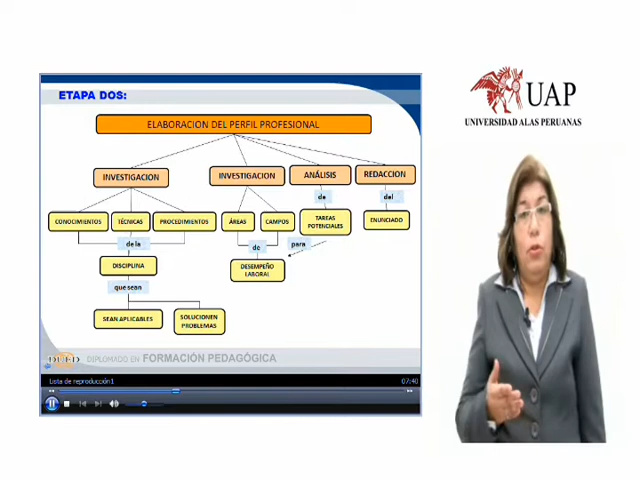 ETAPA DOS:
ELABORACION DEL PERFIL PROFESIONAL
INVESTIGACION
INVESTIGACION
ANÁLISIS
REDACCION
de
del
CONOCIMIENTOS
TÉCNICAS
PROCEDIMIENTOS
ÁREAS
CAMPOS
TAREAS
POTENCIALES
ENUNCIADO
de la
de
para
DISCIPLINA
DESEMPEÑO
LABORAL
que sean
SEAN APLICABLES
SOLUCIONEN
PROBLEMAS
DUED
DIPLOMADO EN FORMACIÓN PEDAGÓGICA
Lista de reproducción1
07:40
UAP
UNIVERSIDAD ALAS PERUANAS